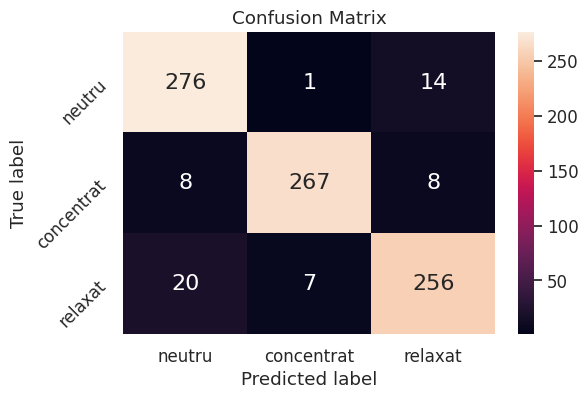 Confusion Matrix
True label
neutru
276 1 14
concentrat
8 267 8
relaxat
20 7 256
neutru concentrat relaxat
Predicted label
250
200
150
100
50